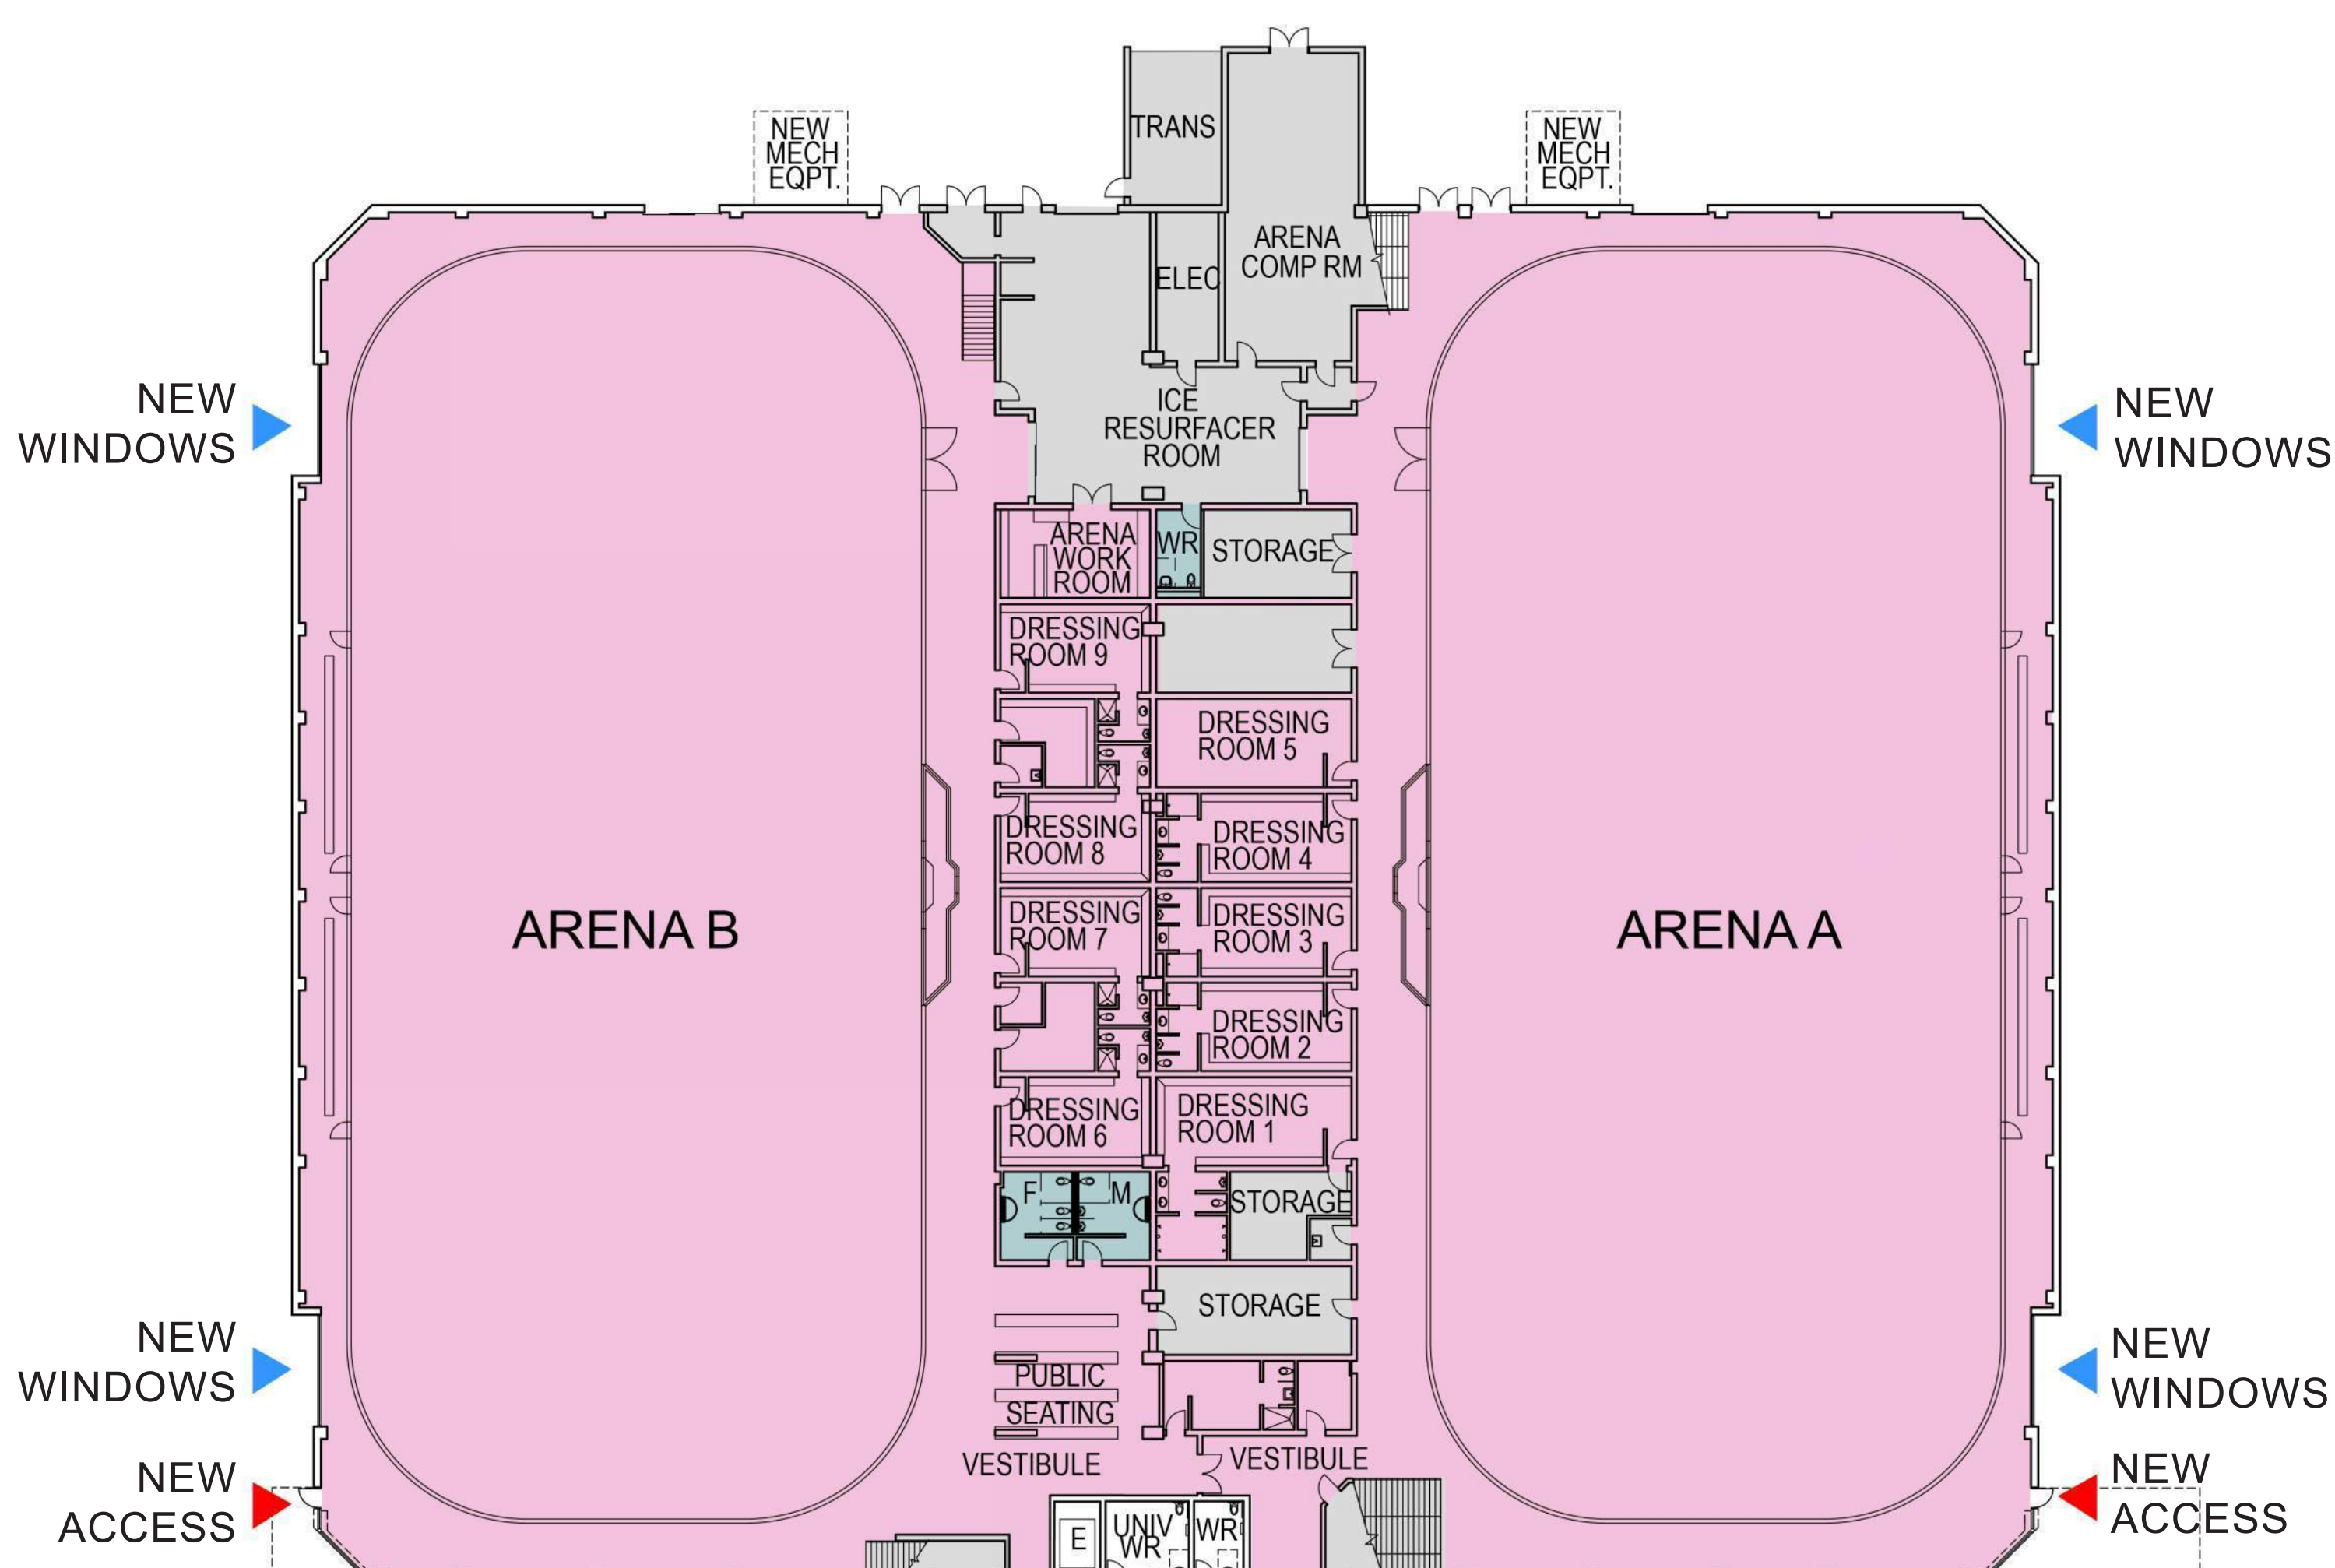 TRANS
NEW
MECH
EQPT.
NEW
MECH
EQPT.
ARENA
COMP RM
ELEC
NEW
WINDOWS
ICE
RESURFACER
ROOM
NEW
WINDOWS
ARENA
WORK
ROOM
WR
STORAGE
DRESSING
ROOM 9
DRESSING
ROOM 5
DRESSING
ROOM 8
DRESSING
ROOM 4
ARENA B
DRESSING
ROOM 7
DRESSING
ROOM 3
ARENA A
DRESSING
ROOM 2
DRESSING
ROOM 6
DRESSING
ROOM 1
F
M
STORAGE
STORAGE
NEW
WINDOWS
PUBLIC
SEATING
NEW
WINDOWS
VESTIBULE
VESTIBULE
NEW
ACCESS
E
UNIV
WR
WR
NEW
ACCESS